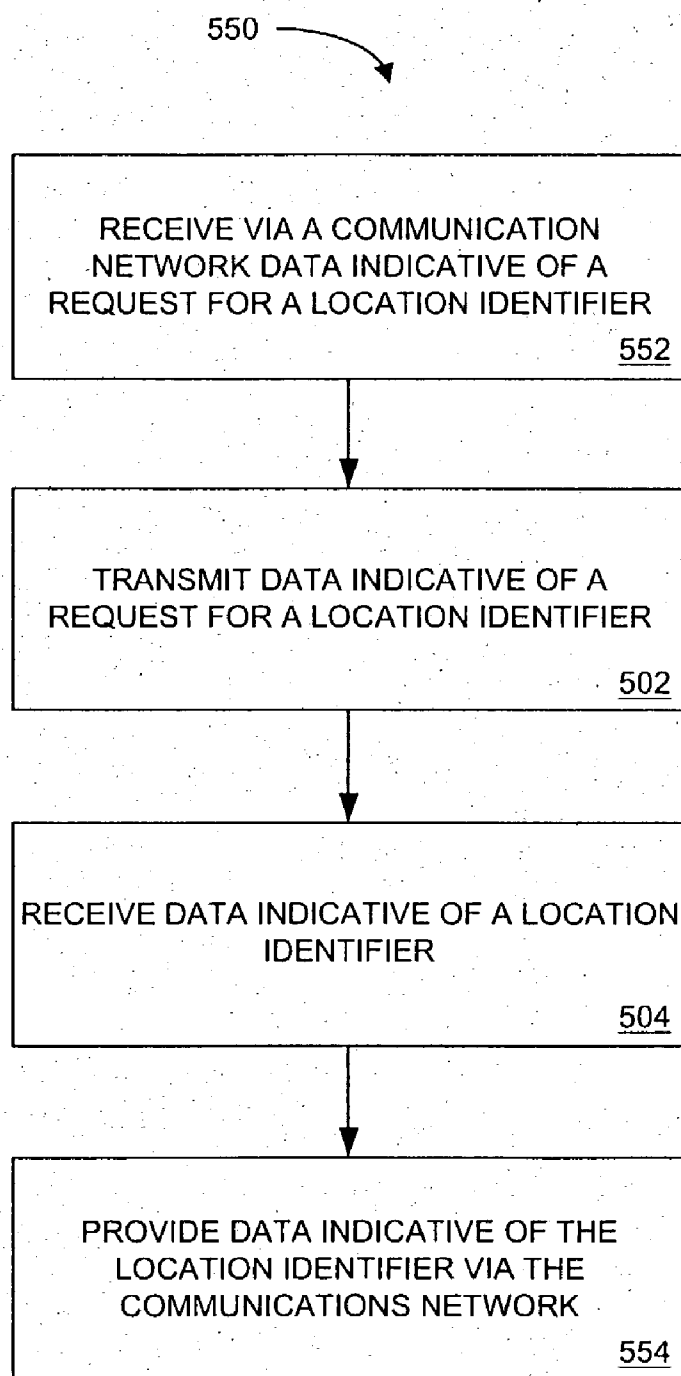 550
RECEIVE VIA A COMMUNICATION
NETWORK DATA INDICATIVE OF A
REQUEST FOR A LOCATION IDENTIFIER
552
TRANSMIT DATA INDICATIVE OF A
REQUEST FOR A LOCATION IDENTIFIER
502
RECEIVE DATA INDICATIVE OF A LOCATION
IDENTIFIER
504
PROVIDE DATA INDICATIVE OF THE
LOCATION IDENTIFIER VIA THE
COMMUNICATIONS NETWORK
554